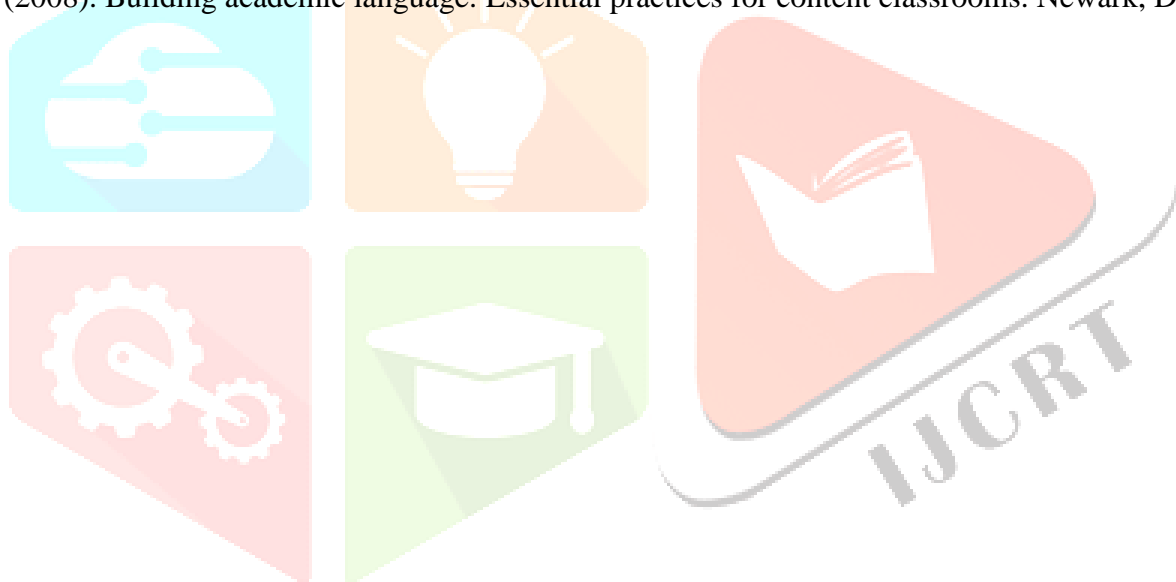 (2008). Building academic language: Essential practices for content classrooms. Newark, D
IJCRT